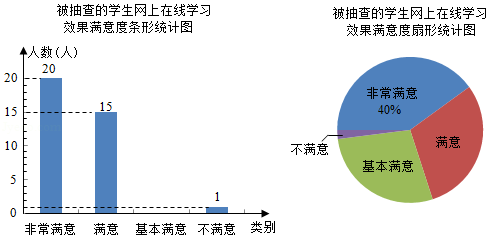 被抽查的学生网上在线学习
效果满意度条形统计图
人数(人)
20
15
10
5
0
20
15
1
非常满意
满意
基本满意
不满意
类别
被抽查的学生网上在线学习
效果满意度扇形统计图
非常满意
40%
不满意
满意
基本满意